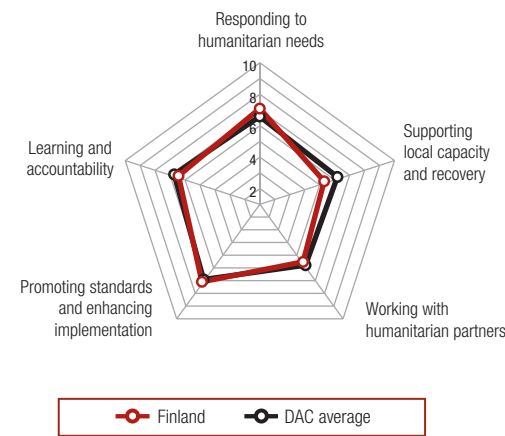 Responding to
humanitarian needs
10
8
6
4
2
Supporting
local capacity
and recovery
Learning and
accountability
Promoting standards
and enhancing
implementation
Working with
humanitarian partners
Finland
DAC average